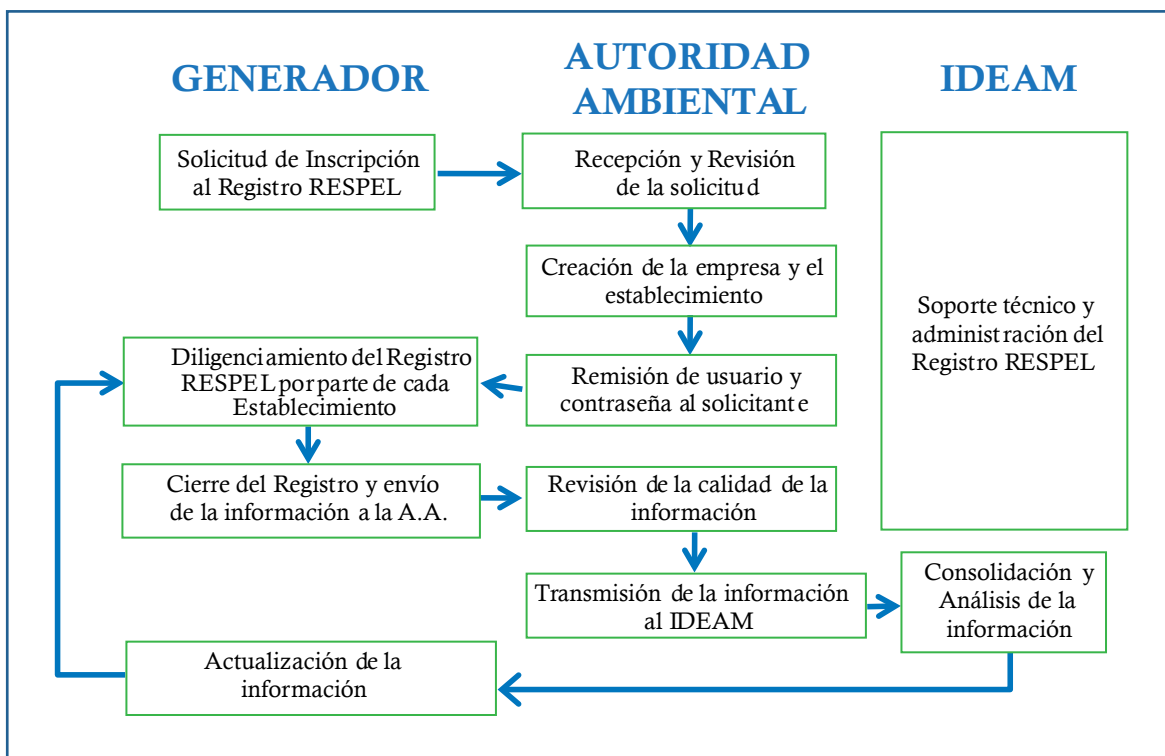 GENERADOR
AUTORIDAD
AMBIENTAL
IDEAM
Solicitud de Inscripción
al Registro RESPEL
Recepción y Revisión
de la solicitud
Creación de la empresa y el
establecimiento
Soporte técnico y
administración del
Registro RESPEL
Diligenciamiento del Registro
RESPEL por parte de cada
Establecimiento
Remisión de usuario y
contraseña al solicitante
Cierre del Registro y envío
de la información a la A.A.
Revisión de la calidad de la
información
Transmisión de la información
al IDEAM
Consolidación y
Análisis de la
información
Actualización de la
información